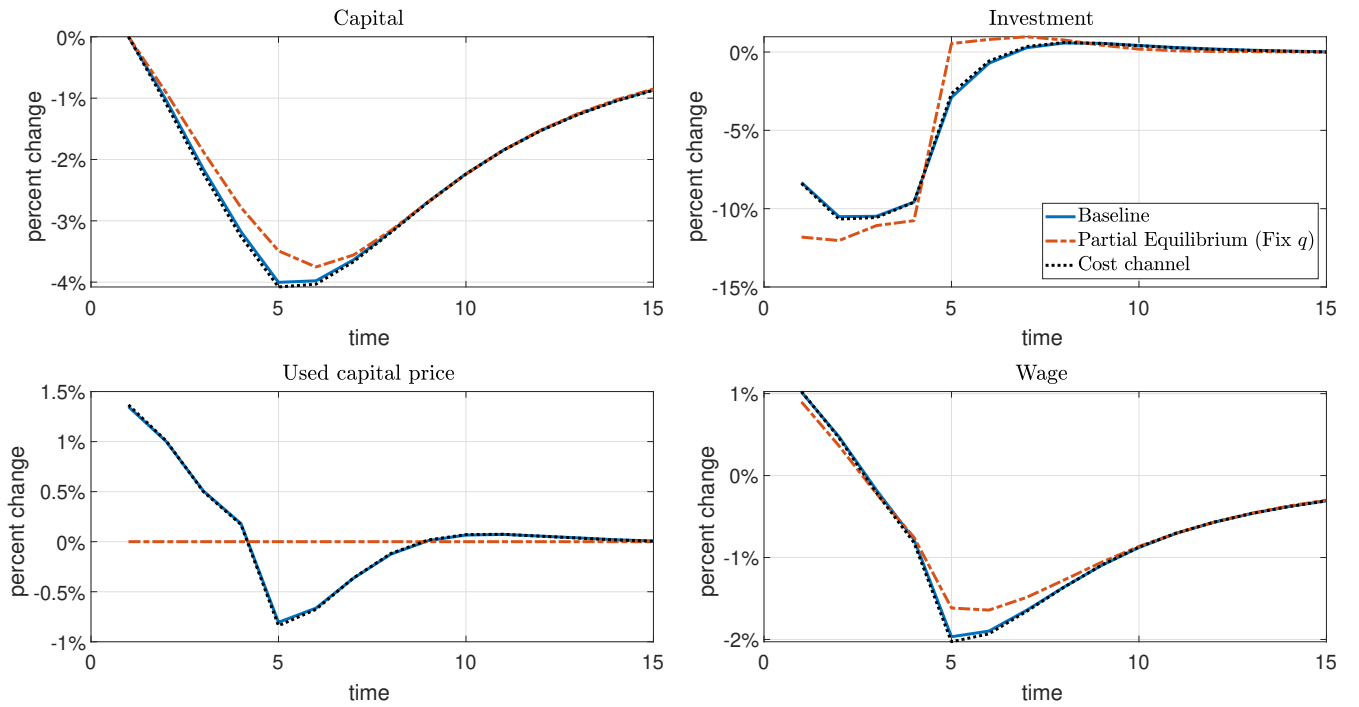 Capital
percent change
0%
-1%
-2%
-3%
-4%
0
5
10
15
time
Investment
percent change
0%
-5%
-10%
-15%
0
5
10
15
time
Baseline
Partial Equilibrium (Fix q)
Cost channel
Used capital price
percent change
1.5%
1%
0.5%
0%
-0.5%
-1%
0
5
10
15
time
Wage
percent change
1%
0%
-1%
-2%
0
5
10
15
time